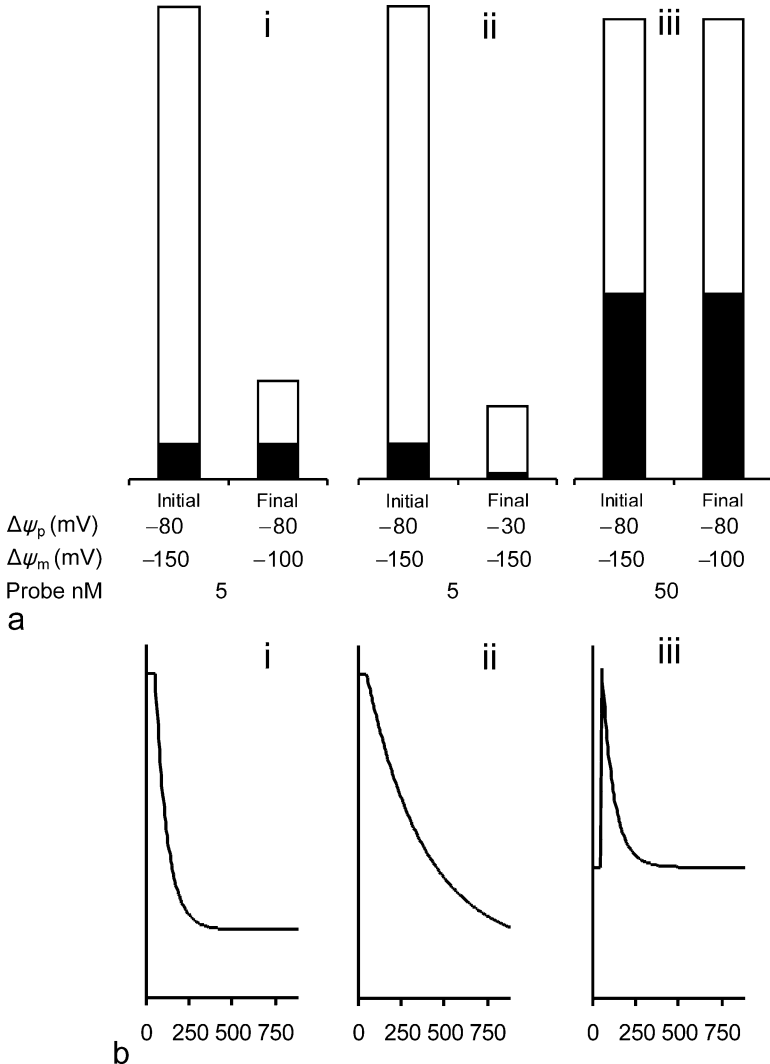 i ii iii
Initial Final Initial Final Initial Final
Δψp (mV) –80 –80 –80 –30 –80 –80
Δψm (mV) –150 –100 –150 –150 –150 –100
Probe nM 5 5 50
a
i ii iii
0 250 500 750 0 250 500 750 0 250 500 750
b